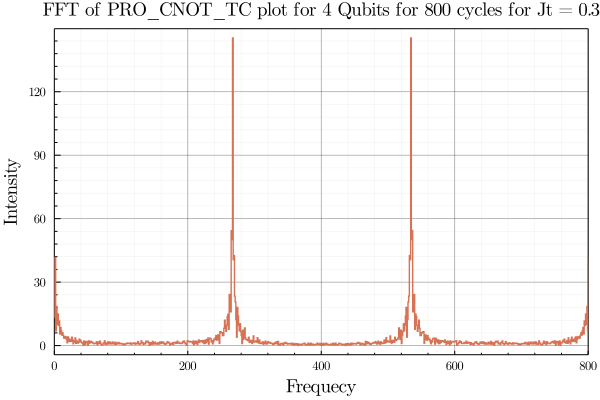 FFT of PRO_CNOT_TC plot for 4 Qubits for 800 cycles for Jt = 0.3
120
90
60
30
0
Intensity
0 200 400 600 800
Frequecy